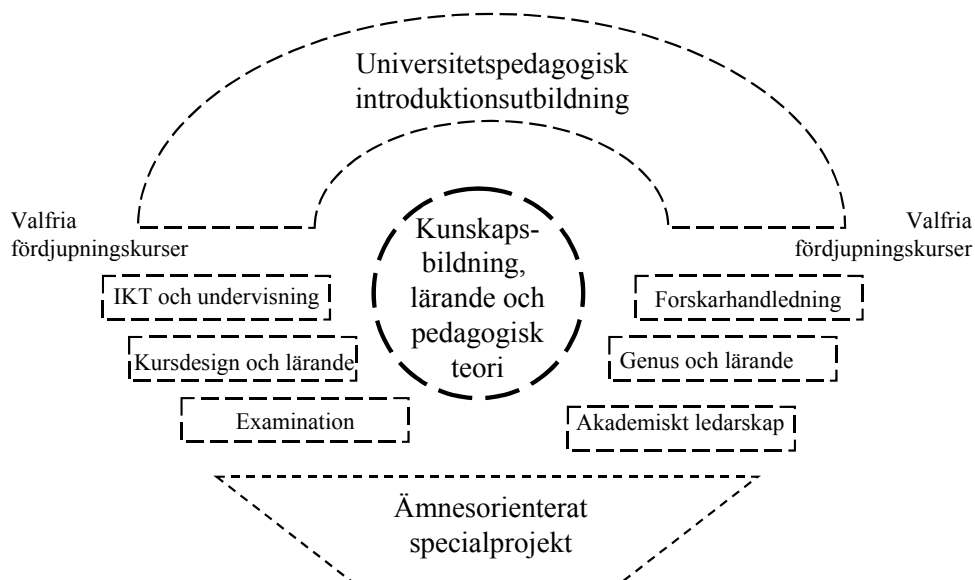 Universitetspedagogisk
introduktionsutbildning
Valfria
fördjupningskurser
Valfria
fördjupningskurser
Kunskaps-
bildning,
lärande och
pedagogisk
teori
IKT och undervisning
Kursdesign och lärande
Examination
Forskarhandledning
Genus och lärande
Akademiskt ledarskap
Ämnesorienterat
specialprojekt